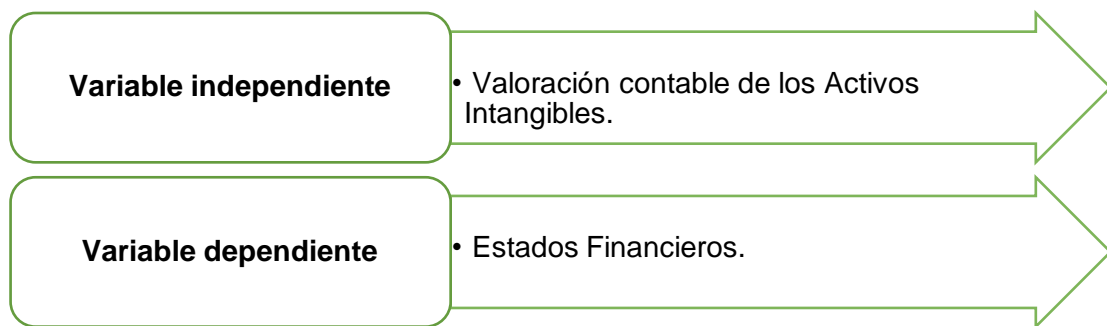 Variable independiente
• Valoración contable de los Activos
Intangibles.
Variable dependiente
• Estados Financieros.